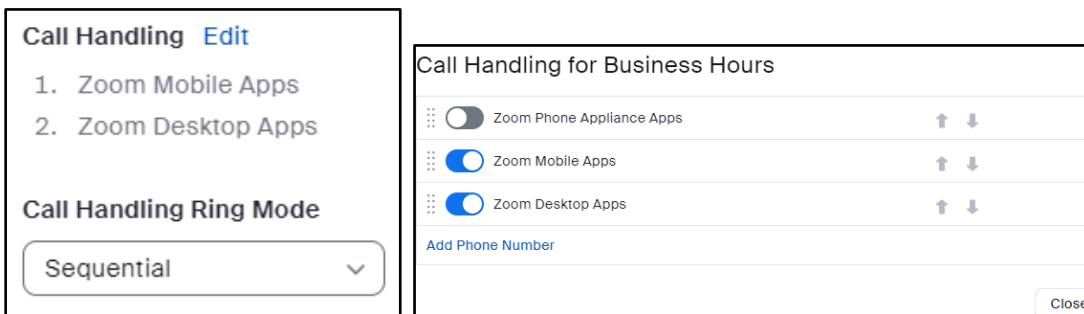 Call Handling Edit
1. Zoom Mobile Apps
2. Zoom Desktop Apps
Call Handling Ring Mode
Sequential
Call Handling for Business Hours
Zoom Phone Appliance Apps
Zoom Mobile Apps
Zoom Desktop Apps
Add Phone Number
Close